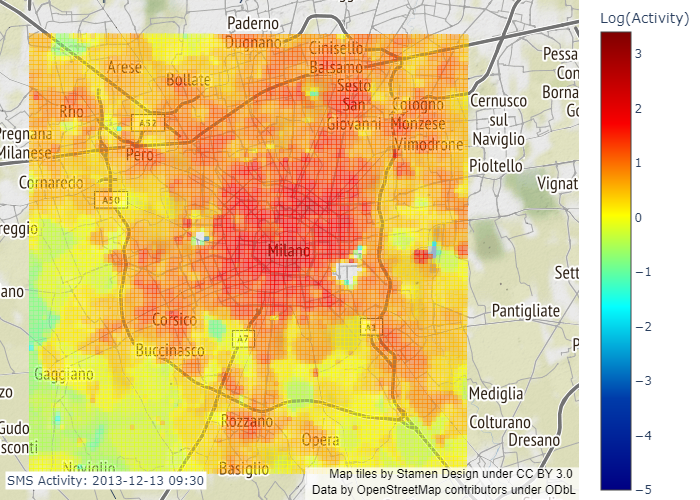 Log(Activity)
3
2
1
0
−1
−2
−3
−4
−5
Paderno
Dugnano
Cinisello
Balsamo
Arese
Bollate
Sesto
San
Giovanni
Rho
Cologno
Monzese
Cernusco
sul
Naviglio
Pessa
Con
Borna
Go
A52
Pregnana
Milanese
Pero
Vimodrone
Pioltello
Cornaredo
A50
Vignat
reggio
Milano
Sett
ano
Pantigliate
Corsico
A7
A1
Buccinasco
P
Gaggiano
zo
Mediglia
Rozzano
Colturano
Gudo
sconti
Opera
Dresano
Noviglio
Basiglio
SMS Activity: 2013-12-13 09:30
Map tiles by Stamen Design under CC BY 3.0
Data by OpenStreetMap contributors under ODbL